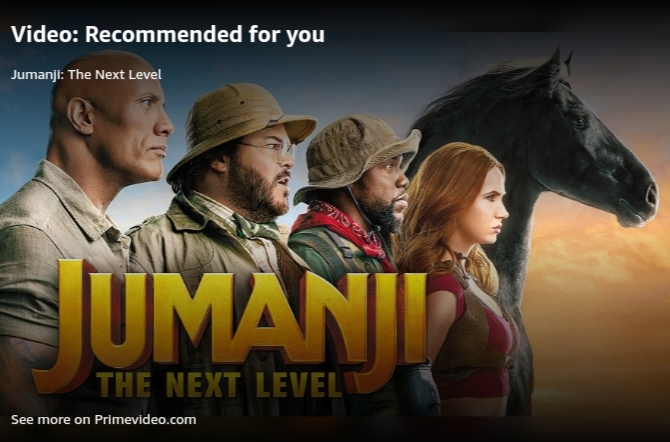 Video: Recommended for you
Jumanji: The Next Level
JUMANJI
THE NEXT LEVEL
See more on Primevideo.com